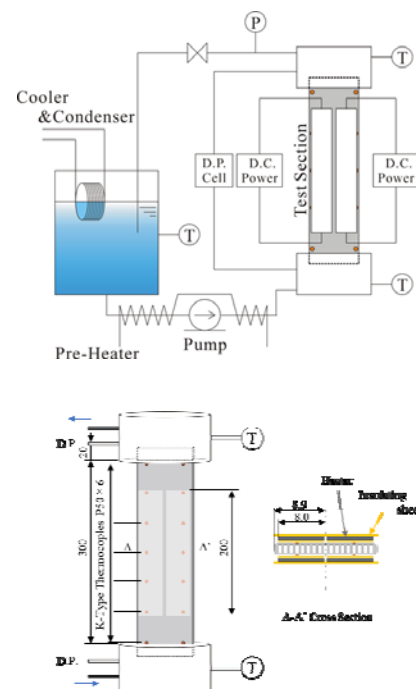 P
T
Cooler
&Condenser
D.P.
Cell
D.C.
Power
Test Section
D.C.
Power
T
T
Pre-Heater
Pump
D.P.
20
T
300
K-Type Thermocouples P50×6
A
A'
200
Heater
Insulating
8.9
8.0
A-A' Cross Section
D.P.
T